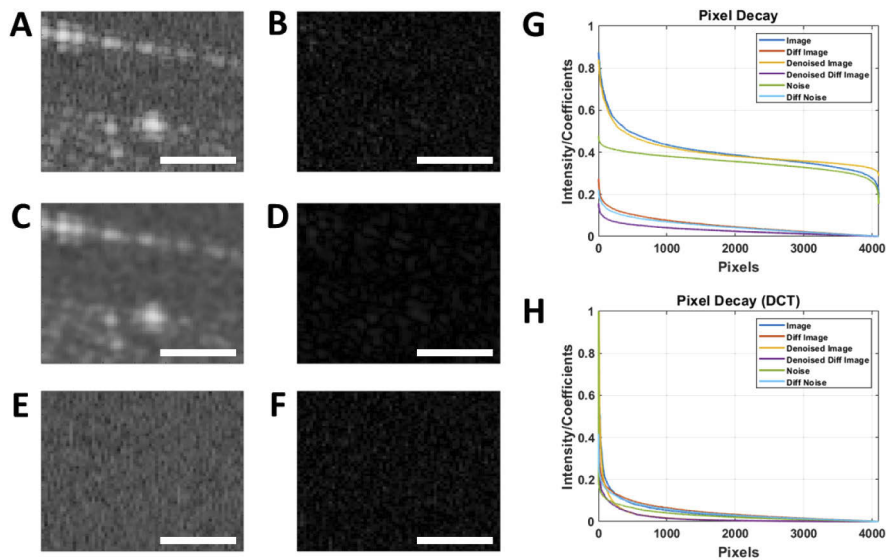 A
B
C
D
E
F
G
Pixel Decay
Intensity/Coefficients
1
0.8
0.6
0.4
0.2
0
0
1000
2000
3000
4000
Pixels
Image
Diff Image
Denoised Image
Denoised Diff Image
Noise
Diff Noise
H
Pixel Decay (DCT)
Intensity/Coefficients
1
0.8
0.6
0.4
0.2
0
0
1000
2000
3000
4000
Pixels
Image
Diff Image
Denoised Image
Denoised Diff Image
Noise
Diff Noise